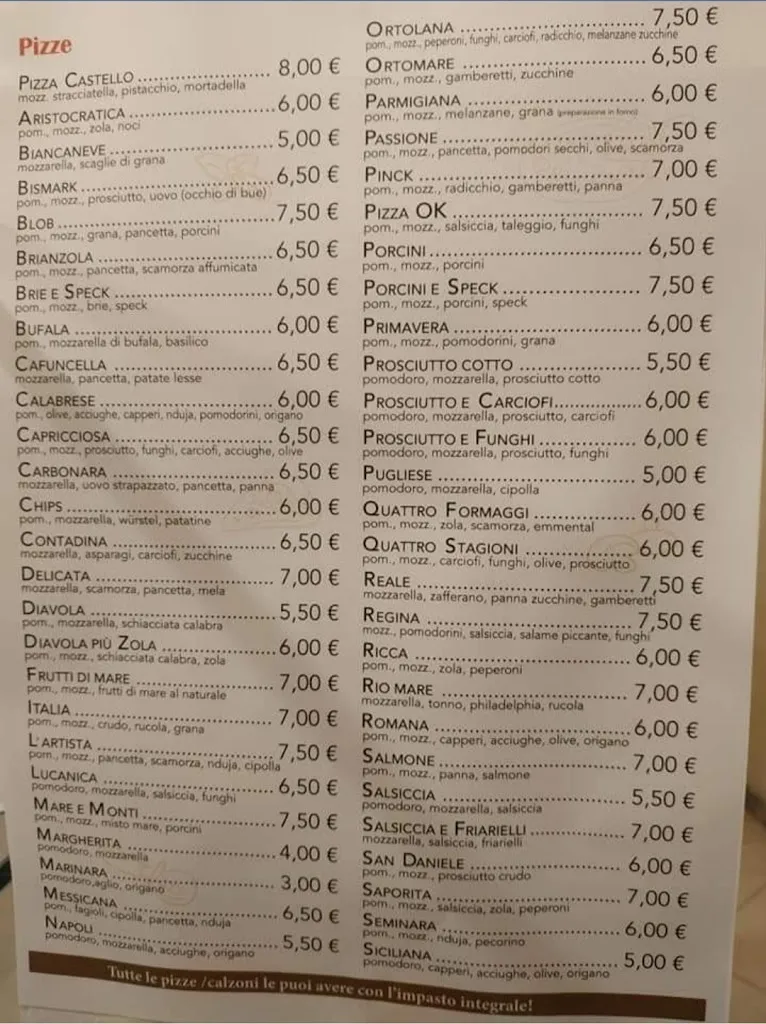 Pizze
PIZZA CASTELLO 8,00 €
mozz. stracciatella, pistacchio, mortadella
ARISTOCRATICA 6,00 €
pom., mozz., zola, noci
BIANCANEVE 5,00 €
mozzarella, scaglie di grana
BISMARK 6,50 €
pom., mozz., prosciutto, uovo (occhio di bue)
BLOB 7,50 €
pom., mozz., grana, pancetta, porcini
BRIANZOLA 6,50 €
pom., mozz., pancetta, scamorza affumicata
BRIE E SPECK 6,50 €
pom., mozz., brie, speck
BUFALA 6,00 €
pom., mozzarella di bufala, basilico
CAFUNCELLA 6,50 €
mozzarella, pancetta, patate lesse
CALABRESE 6,00 €
pom., olive, acciughe, capperi, nduja, pomodorini, origano
CAPRICCIOSA 6,50 €
pom., mozz., prosciutto, funghi, carciofi, acciughe, olive
CARBONARA 6,50 €
mozzarella, uovo strapazzato, pancetta, panna
CHIPS 6,00 €
pom., mozzarella, würstel, patatine
CONTADINA 6,50 €
mozzarella, asparagi, carciofi, zucchine
DELICATA 7,00 €
mozzarella, scamorza, pancetta, mela
DIAVOLA 5,50 €
pom., mozzarella, schiacciata calabra
DIAVOLA PIÙ ZOLA 6,00 €
pom., mozz., schiacciata calabra, zola
FRUTTI DI MARE 7,00 €
pom., mozz., frutti di mare al naturale
ITALIA 7,00 €
pom., mozz., crudo, rucola, grana
L'ARTISTA 7,50 €
pom., mozz., pancetta, scamorza, nduja, cipolla
LUCANICA 6,50 €
pomodoro, mozzarella, salsiccia, funghi
MARE E MONTI 7,50 €
pom., mozz., misto mare, porcini
MARGHERITA 4,00 €
pomodoro, mozzarella
MARINARA 3,00 €
pomodoro,aglio, origano
MESSICANA 6,50 €
pom., fagioli, cipolla, pancetta, nduja
NAPOLI 5,50 €
pomodoro, mozzarella, acciughe, origano
ORTOLANA 7,50 €
pom., mozz., peperoni, funghi, carciofi, radicchio, melanzane zucchine
ORTOMARE 6,50 €
pom., mozz., gamberetti, zucchine
PARMIGIANA 6,00 €
pom., mozz., melanzane, grana (preparazione in forno)
PASSIONE 7,50 €
pom., mozz., pancetta, pomodori secchi, olive, scamorza
PINCK 7,00 €
pom., mozz., radicchio, gamberetti, panna
PIZZA OK 7,50 €
pom., mozz., salsiccia, taleggio, funghi
PORCINI 6,50 €
pom., mozz., porcini
PORCINI E SPECK 7,50 €
pom., mozz., porcini, speck
PRIMAVERA 6,00 €
pom., mozz., pomodorini, grana
PROSCIUTTO COTTO 5,50 €
pomodoro, mozzarella, prosciutto cotto
PROSCIUTTO E CARCIOFI 6,00 €
pomodoro, mozzarella, prosciutto, carciofi
PROSCIUTTO E FUNGHI 6,00 €
pomodoro, mozzarella, prosciutto, funghi
PUGLIESE 5,00 €
pomodoro, mozzarella, cipolla
QUATTRO FORMAGGI 6,00 €
pom., mozz., zola, scamorza, emmental
QUATTRO STAGIONI 6,00 €
pom., mozz., carciofi, funghi, olive, prosciutto
REALE 7,50 €
mozzarella, zafferano, panna zucchine, gamberetti
REGINA 7,50 €
mozz., pomodorini, salsiccia, salame piccante, funghi
RICCA 6,00 €
pom., mozz., zola, peperoni
RIO MARE 7,00 €
mozzarella, tonno, philadelphia, rucola
ROMANA 6,00 €
pom., mozz., capperi, acciughe, olive, origano
SALMONE 7,00 €
pom., mozz., panna, salmone
SALSICCIA 5,50 €
pomodoro, mozzarella, salsiccia
SALSICCIA E FRIARIELLI 7,00 €
mozzarella, salsiccia, friarielli
SAN DANIELE 6,00 €
pom., mozz., prosciutto crudo
SAPORITA 7,00 €
pom., mozz., salsiccia, zola, peperoni
SEMINARA 6,00 €
pom., mozz., nduja, pecorino
SICILIANA 5,00 €
pomodoro, capperi, acciughe, olive, origano
Tutte le pizze /calzoni le puoi avere con l'impasto integrale!